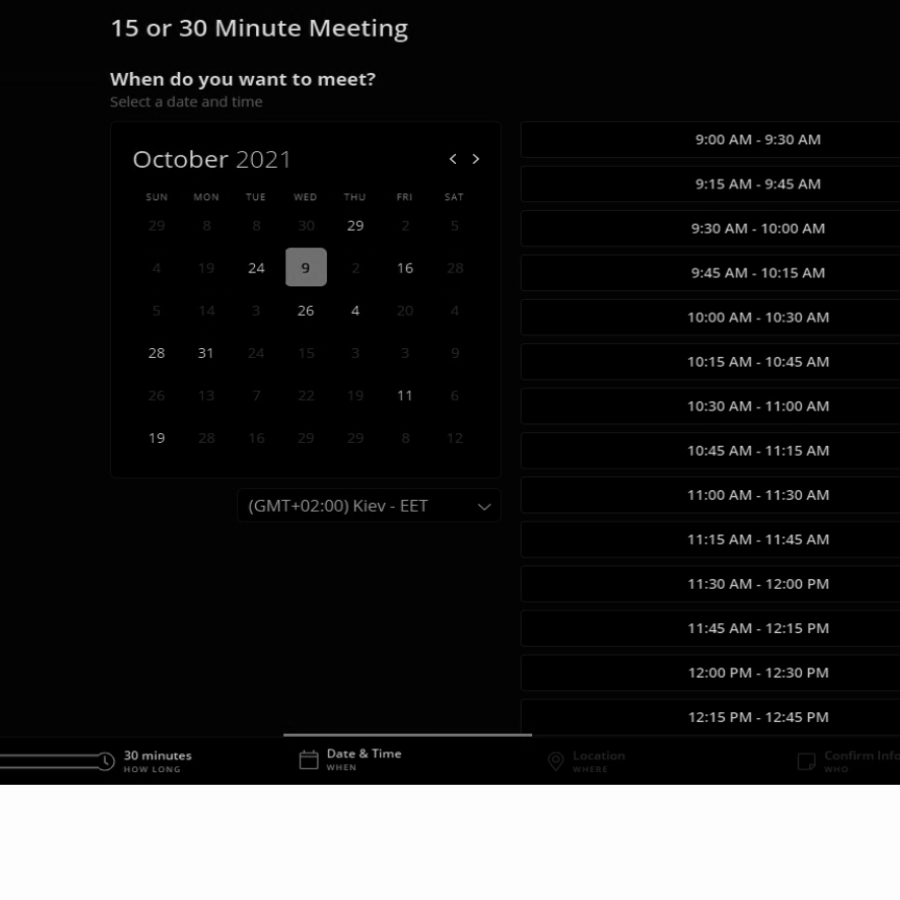 15 or 30 Minute Meeting
When do you want to meet?
Select a date and time
October 2021
SUN MON TUE WED THU FRI SAT
29 8 8 30 29 2 5
4 19 24 9 2 16 28
5 14 3 26 4 20 4
28 31 24 15 3 3 9
26 13 7 22 19 11 6
19 28 16 29 29 8 12
(GMT+02:00) Kiev - EET
9:00 AM - 9:30 AM
9:15 AM - 9:45 AM
9:30 AM - 10:00 AM
9:45 AM - 10:15 AM
10:00 AM - 10:30 AM
10:15 AM - 10:45 AM
10:30 AM - 11:00 AM
10:45 AM - 11:15 AM
11:00 AM - 11:30 AM
11:15 AM - 11:45 AM
11:30 AM - 12:00 PM
11:45 AM - 12:15 PM
12:00 PM - 12:30 PM
12:15 PM - 12:45 PM
30 minutes
HOW LONG
Date & Time
WHEN
Location
WHERE
Confirm Info
WHO